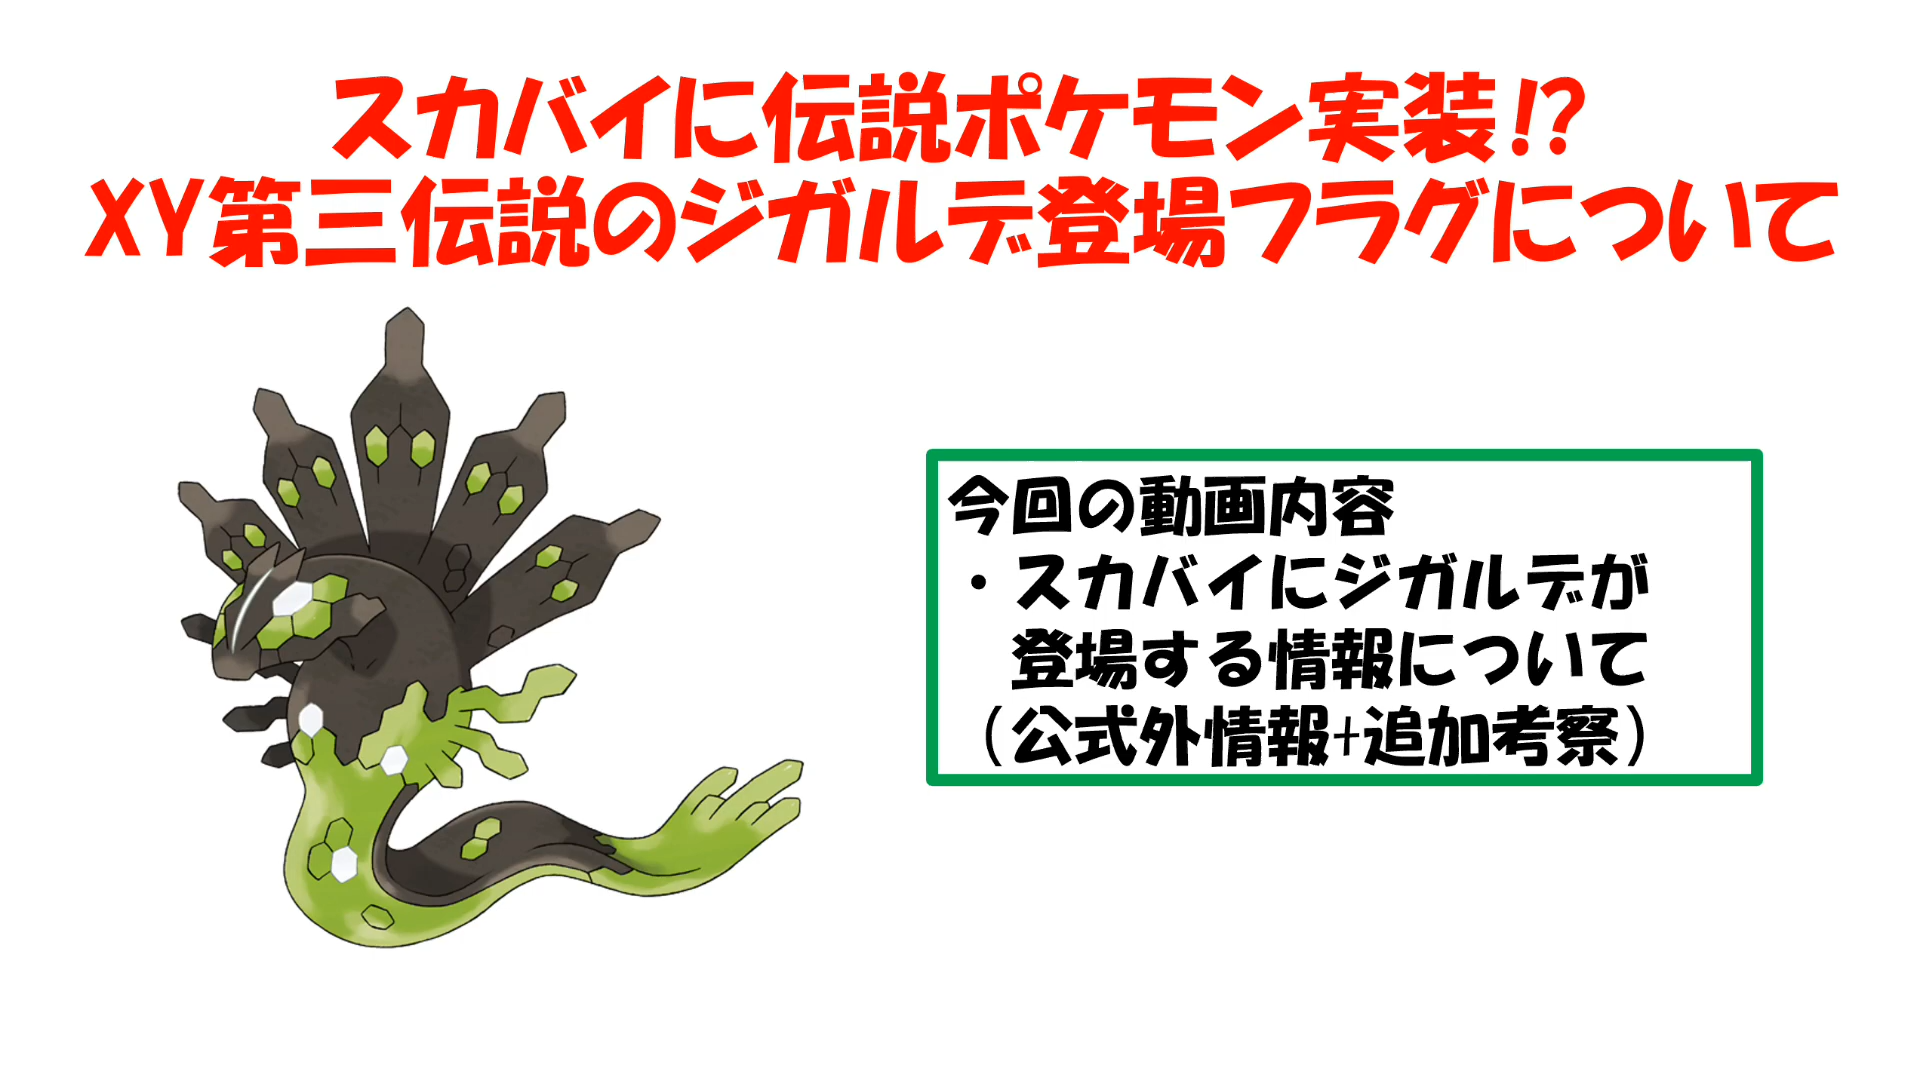 スカバイに伝説ポケモン実装!?
XY第三伝説のジガルデ登場フラグについて
今回の動画内容
・スカバイにジガルデが
登場する情報について
（公式外情報+追加考察）